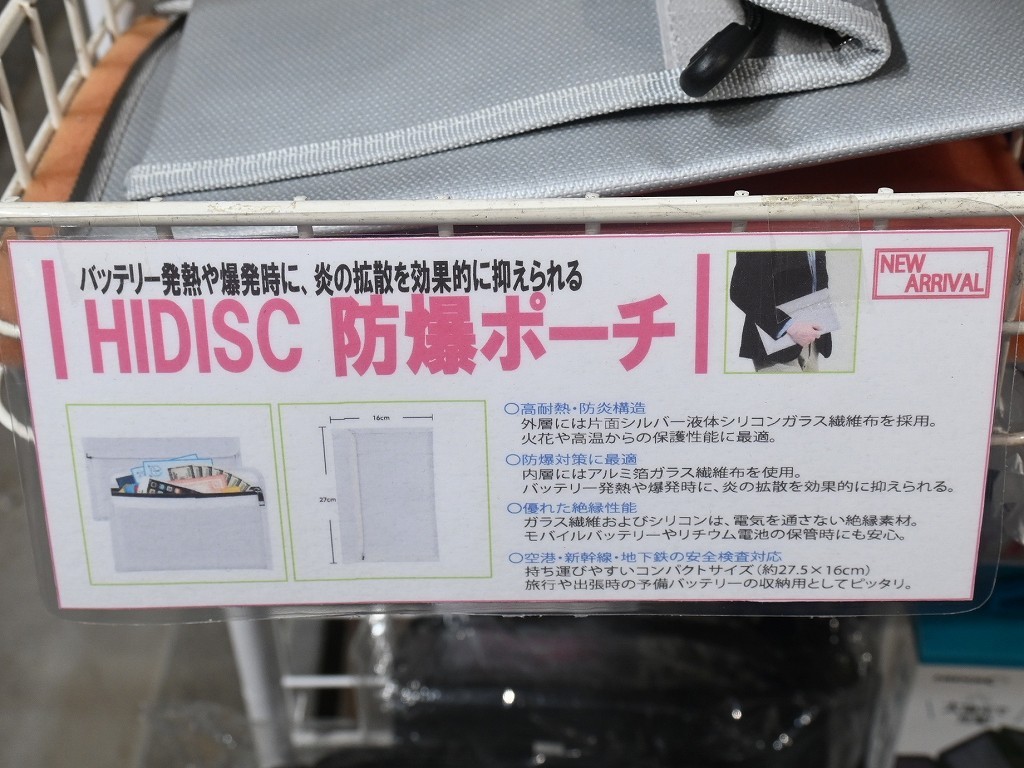 バッテリー発熱や爆発時に、炎の拡散を効果的に抑えられる
HIDISC 防爆ポーチ
NEW
ARRIVAL
16cm
27cm
○高耐熱・防炎構造
外層には片面シルバー液体シリコンガラス繊維布を採用。
火花や高温からの保護性能に最適。
○防爆対策に最適
内層にはアルミ箔ガラス繊維布を使用。
バッテリー発熱や爆発時に、炎の拡散を効果的に抑えられる。
○優れた絶縁性能
ガラス繊維およびシリコンは、電気を通さない絶縁素材。
モバイルバッテリーやリチウム電池の保管時にも安心。
○空港・新幹線・地下鉄の安全検査対応
持ち運びやすいコンパクトサイズ（約27.5×16cm）
旅行や出張時の予備バッテリーの収納用としてピッタリ。